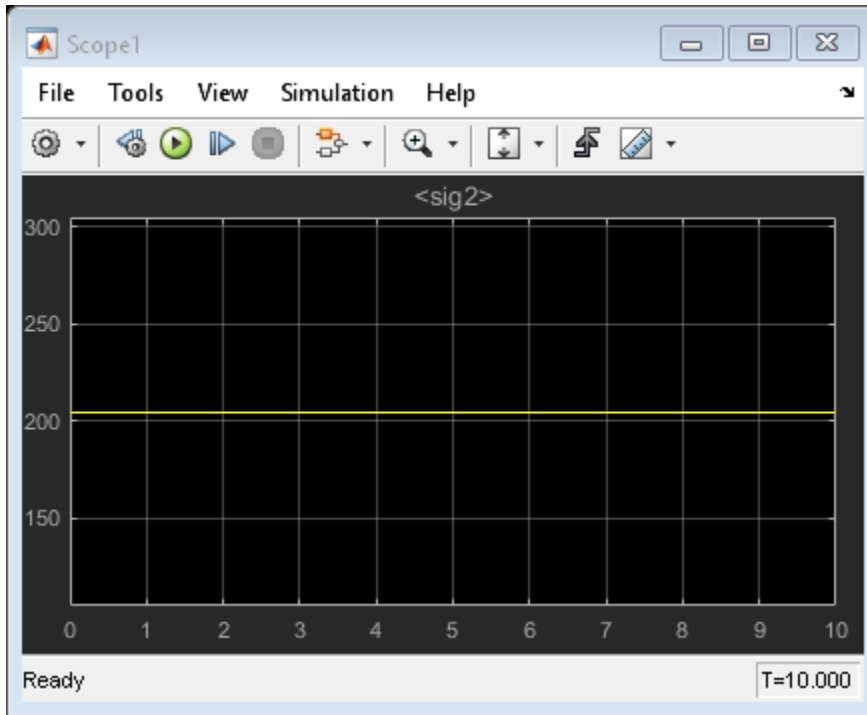 Scope1
File Tools View Simulation Help
<sig2>
300
250
200
150
0 1 2 3 4 5 6 7 8 9 10
Ready T=10.000